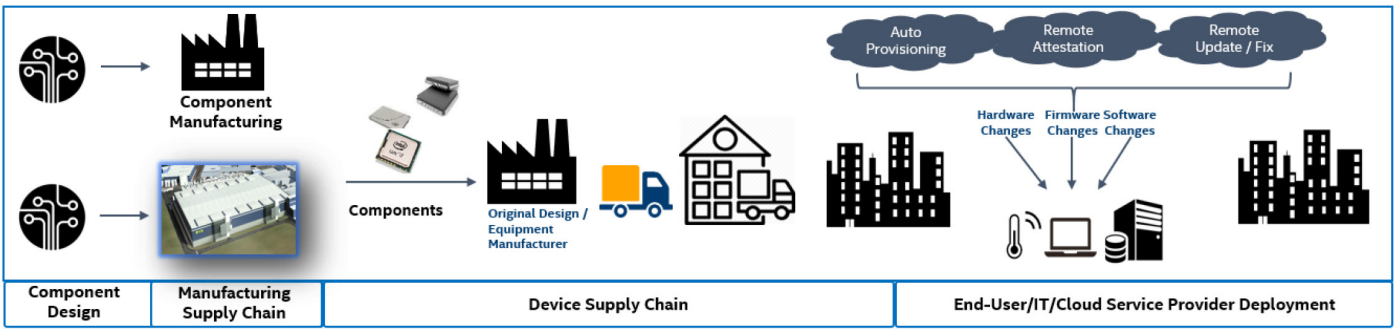 Auto
Provisioning
Remote
Attestation
Remote
Update / Fix
Component
Manufacturing
Hardware
Changes
Firmware
Changes
Software
Changes
intel
Components
Original Design /
Equipment
Manufacturer
Component
Design
Manufacturing
Supply Chain
Device Supply Chain
End-User/IT/Cloud Service Provider Deployment